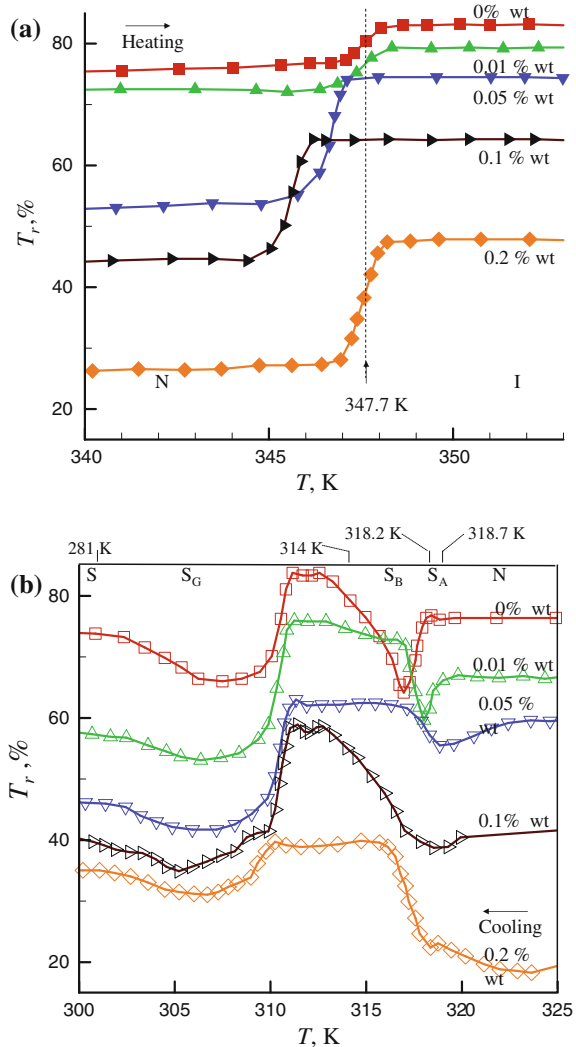 (a)
Heating
0% wt
0.01 % wt
0.05 % wt
0.1 % wt
0.2% wt
80
60
40
20
T_r,%
N
I
347.7 K
340 345 350
T, K
318.2 K 318.7 K
281 K 314 K
(b)
S S_G S_B S_A N
0% wt
0.01 % wt
0.05 % wt
0.1% wt
0.2 % wt
Cooling
80
60
40
20
T_r,%
300 305 310 315 320 325
T, K